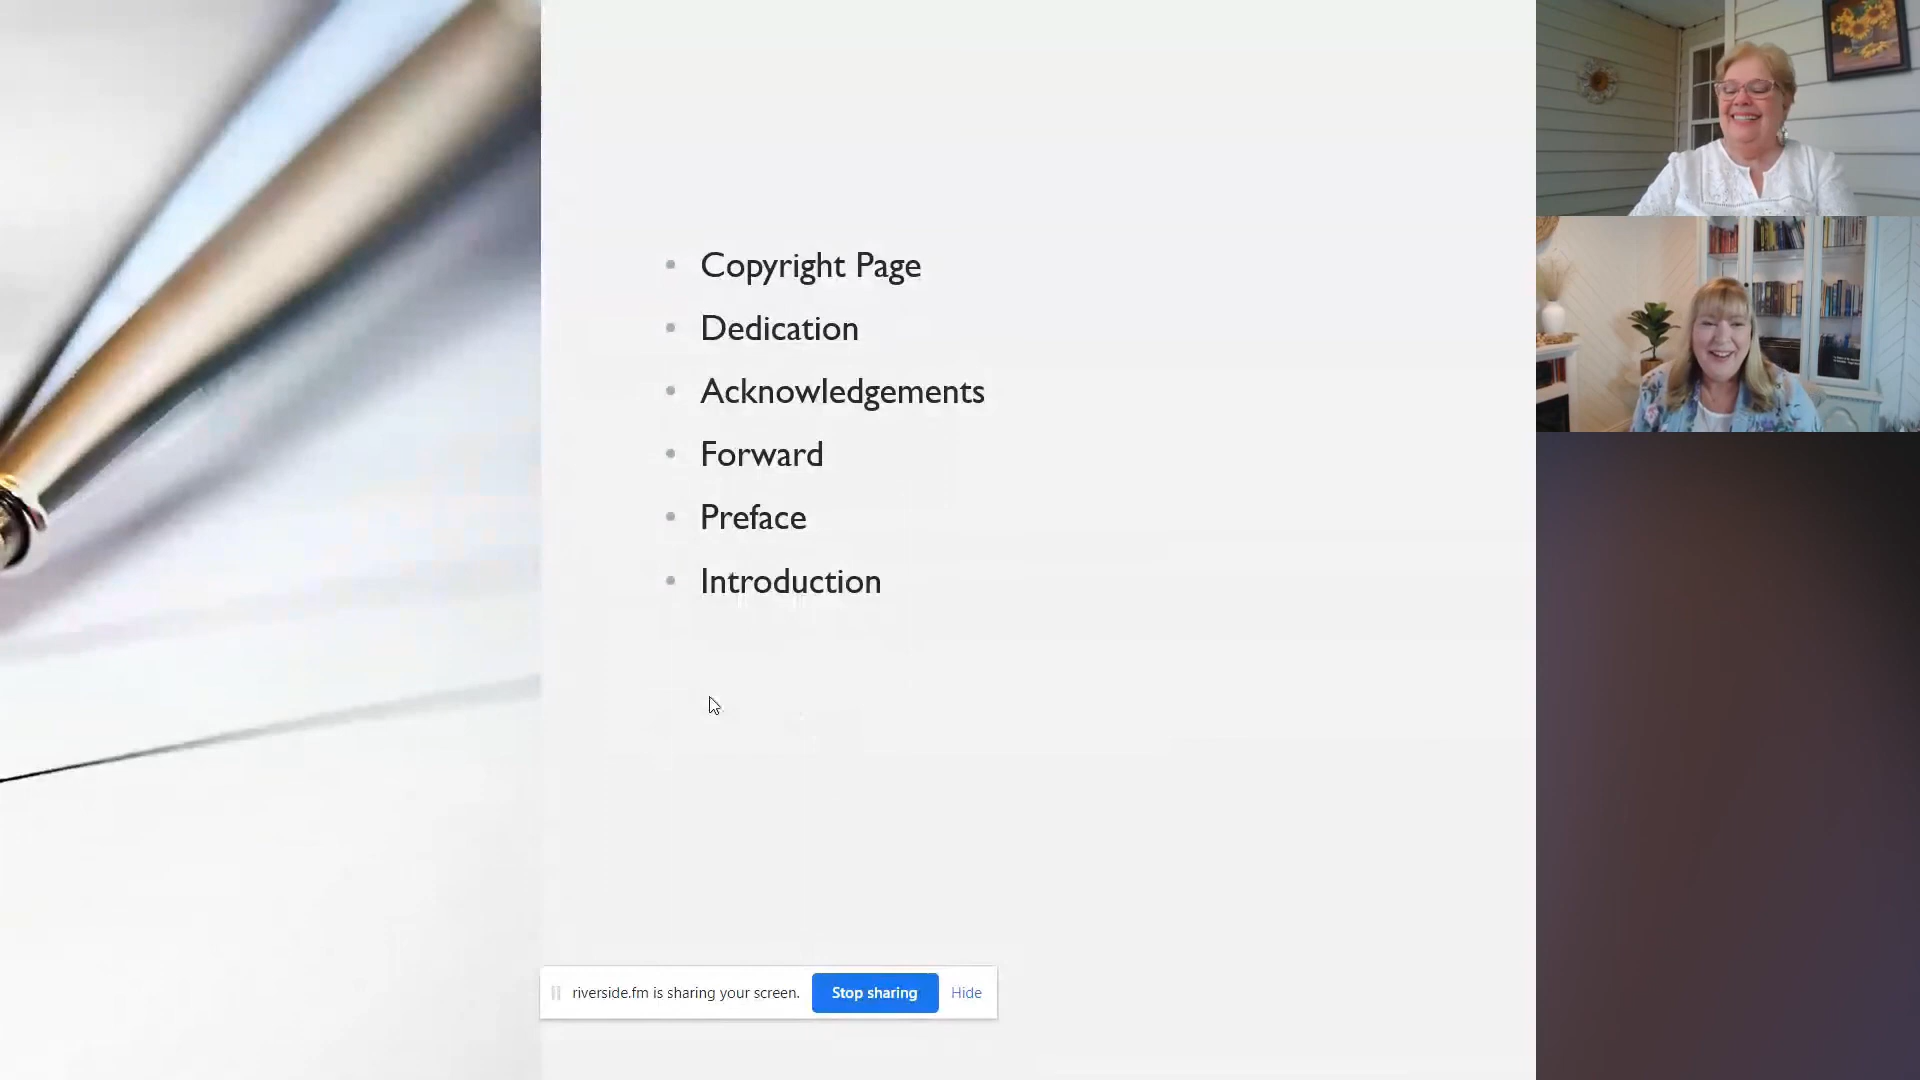 Copyright Page
Dedication
Acknowledgements
Forward
Preface
Introduction
riverside.fm is sharing your screen. Stop sharing Hide